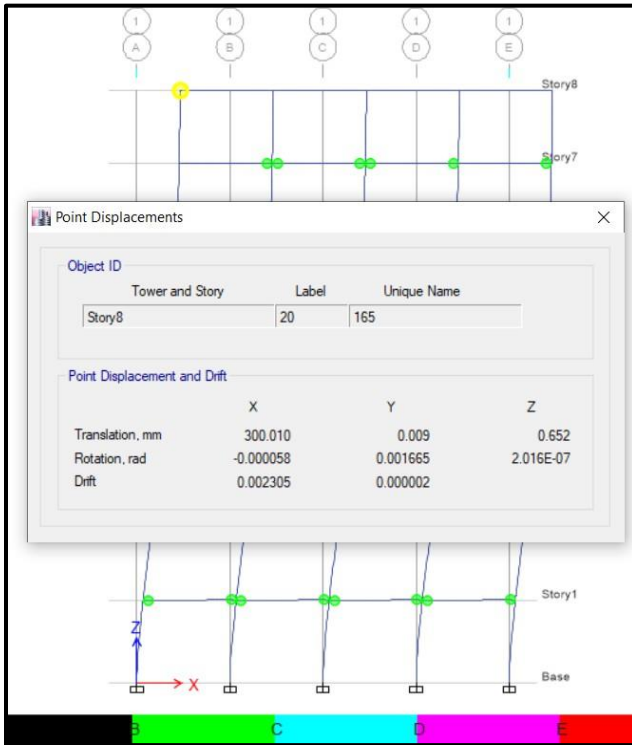 1 1 1 1 1
A B C D E
Story8
Story7
Point Displacements
Object ID
Tower and Story Label Unique Name
Story8 20 165
Point Displacement and Drift
X Y Z
Translation, mm 300.010 0.009 0.652
Rotation, rad -0.000058 0.001665 2.016E-07
Drift 0.002305 0.000002
Story1
Z
X
Base
B C D E